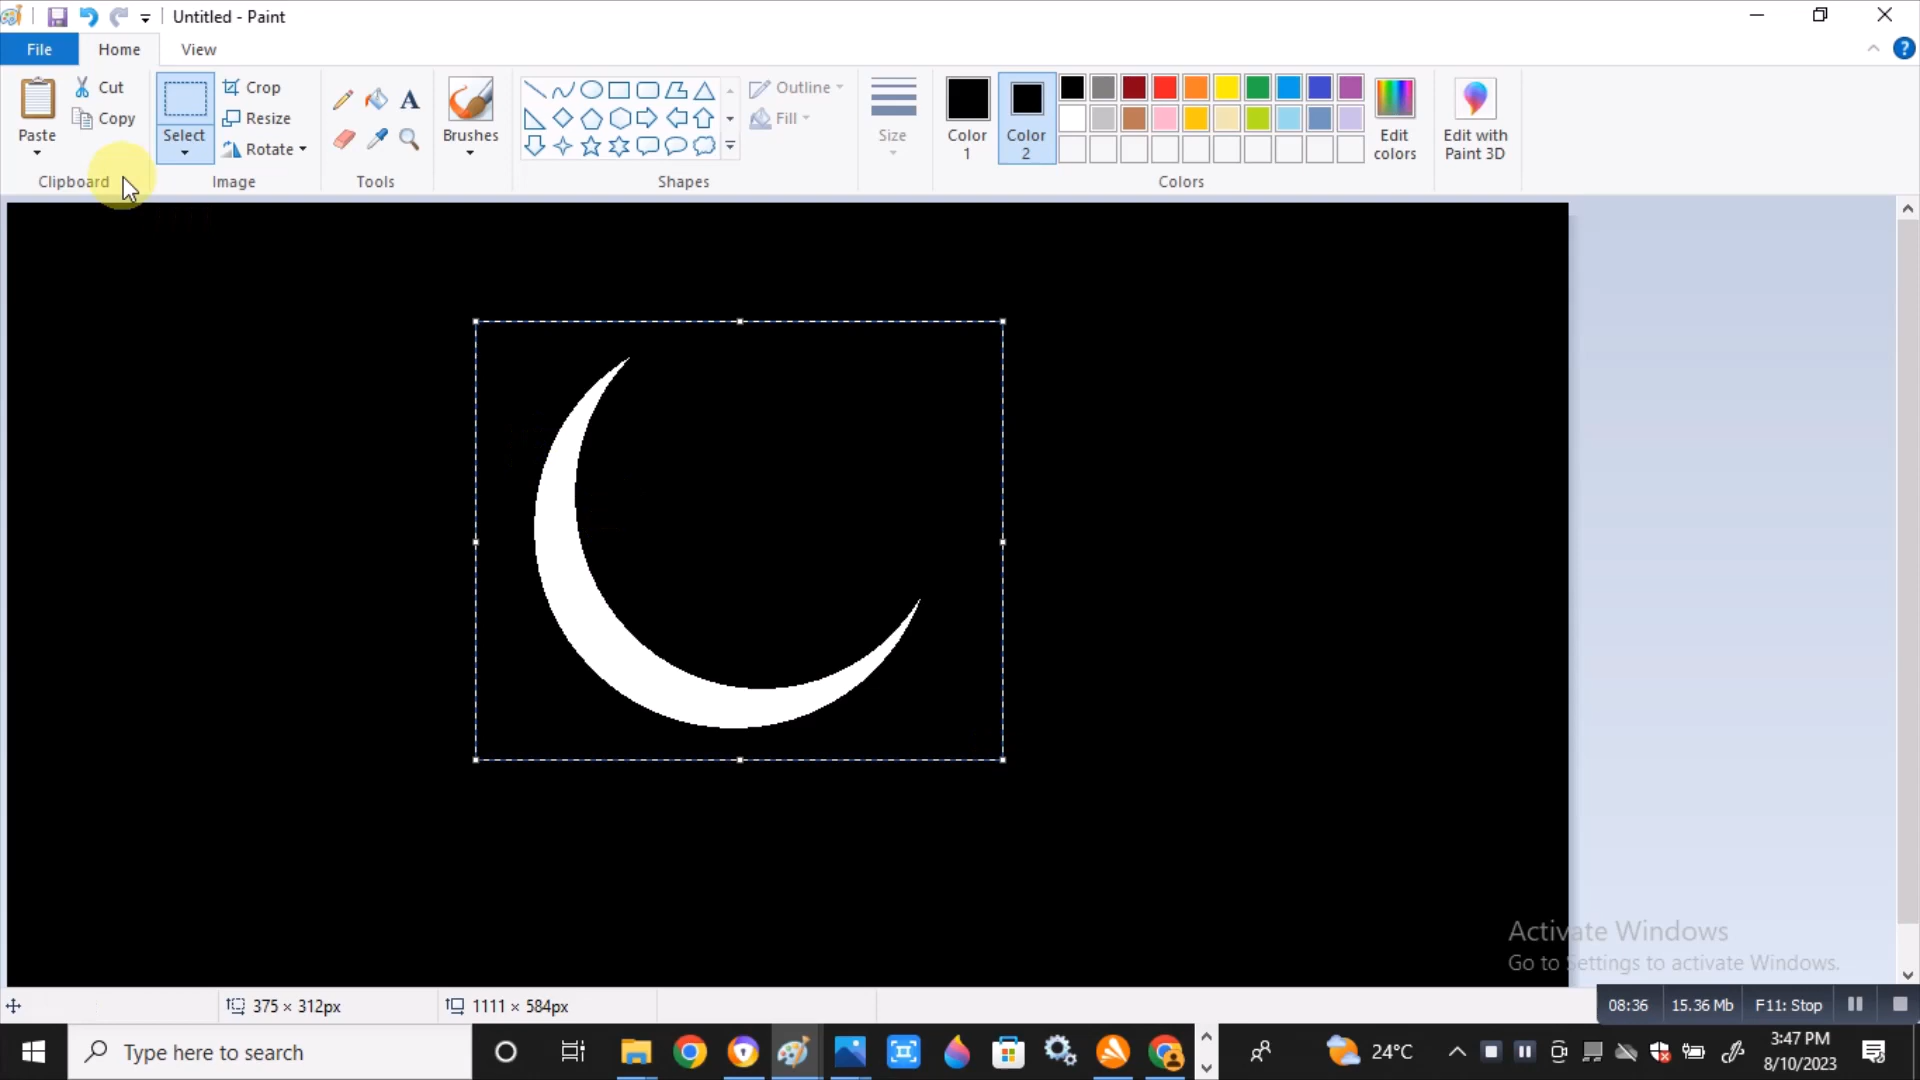 Untitled - Paint
File Home View
Paste
Cut
Copy
Clipboard
Select
Crop
Resize
Rotate
Image
A
Tools
Brushes
Shapes
Outline
Fill
Size
Color
1
Color
2
Colors
Edit
colors
Edit with
Paint 3D
?
Activate Windows
Go to Settings to activate Windows.
375 × 312px
1111 × 584px
08:36 15.36 Mb F11: Stop
Type here to search
24°C
3:47 PM
8/10/2023